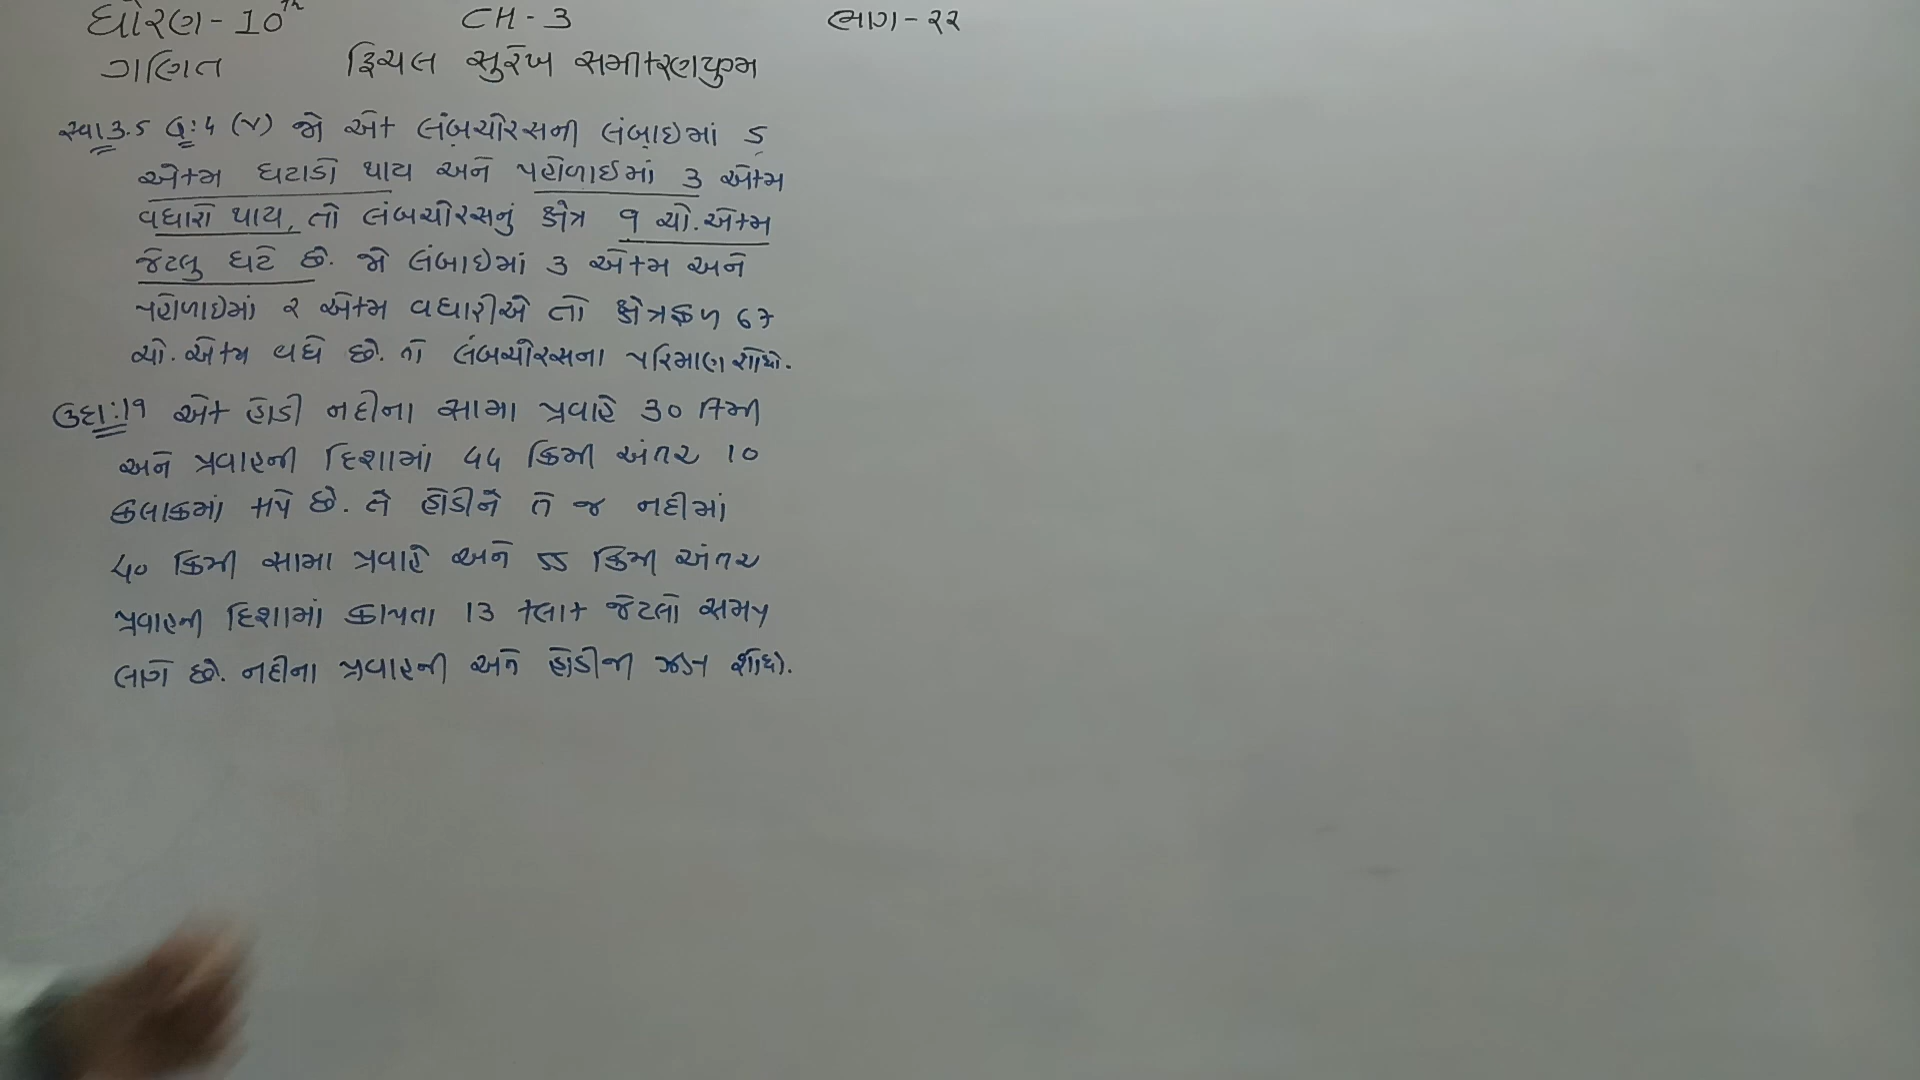 ધોરણ - 10th CH - 3 ભાગ - ૨૨
ગણિત દ્વિચલ સુરેખ સમીકરણયુગ્મ
સ્વા 3.5 Q:4 (v) જો એક લંબચોરસની લંબાઇમાં 5
એકમ ઘટાડો થાય અને પહોળાઈમાં 3 એકમ
વધારો થાય, તો લંબચોરસનું ક્ષેત્ર ૧ ચો. એકમ
જેટલુ ઘટે છે. જો લંબાઇમાં 3 એકમ અને
પહોળાઇમાં ૨ એકમ વધારીએ તો ક્ષેત્રફળ 67
ચો. એકમ વધે છે. તો લંબચોરસના પરિમાણ શોધો.
ઉદા:19 એક હોડી નદીના સામા પ્રવાહે 30 કિમી
અને પ્રવાહની દિશામાં 44 કિમી અંતર 10
કલાકમાં કાપે છે. તે હોડીને તે જ નદીમાં
40 કિમી સામા પ્રવાહે અને 55 કિમી અંતર
પ્રવાહની દિશામાં કાપતા 13 કલાક જેટલો સમય
લાગે છે. નદીના પ્રવાહની અને હોડીની ઝડપ શોધો.